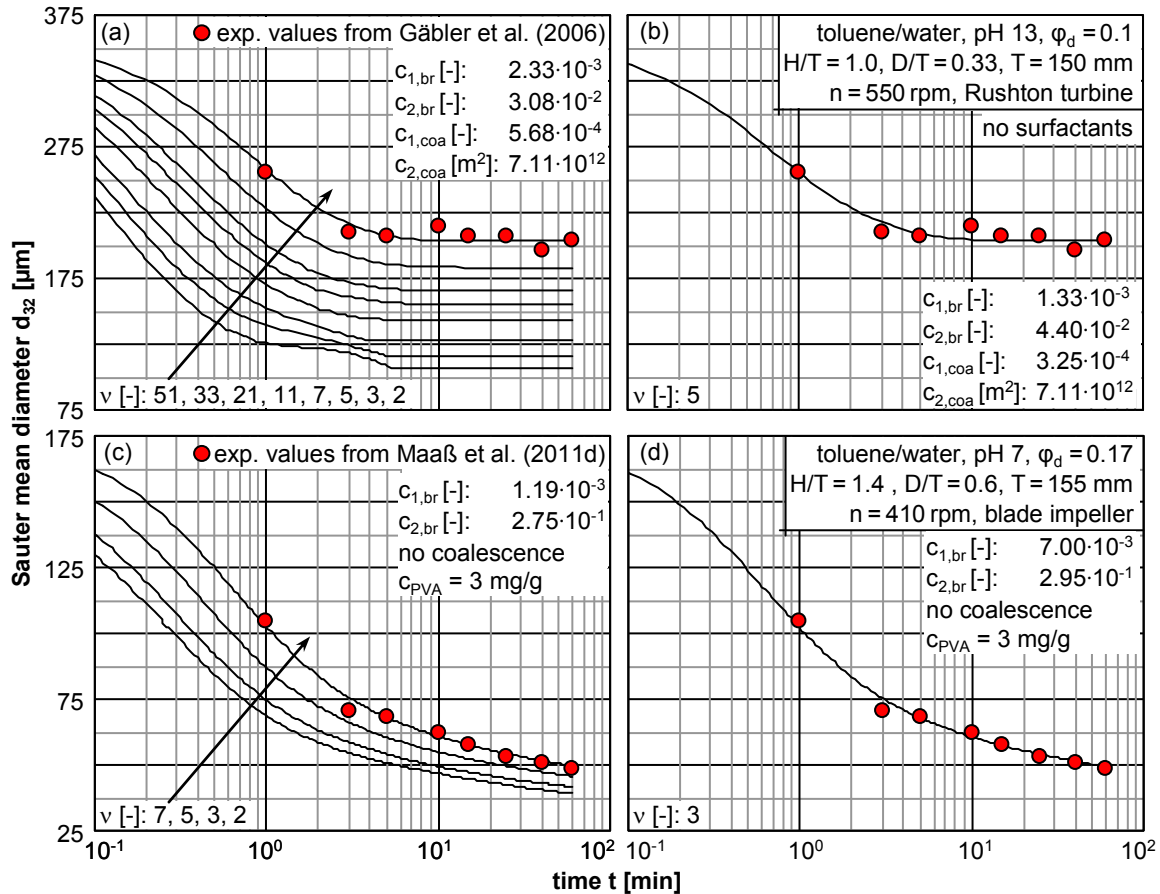 Sauter mean diameter d₃₂ [µm]
375
275
175
75
(a)
exp. values from Gäbler et al. (2006)
c₁,br [-]: 2.33·10⁻³
c₂,br [-]: 3.08·10⁻²
c₁,coa [-]: 5.68·10⁻⁴
c₂,coa [m²]: 7.11·10¹²
ν [-]: 51, 33, 21, 11, 7, 5, 3, 2
(b)
toluene/water, pH 13, φd = 0.1
H/T = 1.0, D/T = 0.33, T = 150 mm
n = 550 rpm, Rushton turbine
no surfactants
c₁,br [-]: 1.33·10⁻³
c₂,br [-]: 4.40·10⁻²
c₁,coa [-]: 3.25·10⁻⁴
c₂,coa [m²]: 7.11·10¹²
ν [-]: 5
175
125
75
25
(c)
exp. values from Maaß et al. (2011d)
c₁,br [-]: 1.19·10⁻³
c₂,br [-]: 2.75·10⁻¹
no coalescence
cPVA = 3 mg/g
ν [-]: 7, 5, 3, 2
(d)
toluene/water, pH 7, φd = 0.17
H/T = 1.4 , D/T = 0.6, T = 155 mm
n = 410 rpm, blade impeller
c₁,br [-]: 7.00·10⁻³
c₂,br [-]: 2.95·10⁻¹
no coalescence
cPVA = 3 mg/g
ν [-]: 3
10⁻¹ 10⁰ 10¹ 10² 10⁻¹ 10⁰ 10¹ 10²
time t [min]